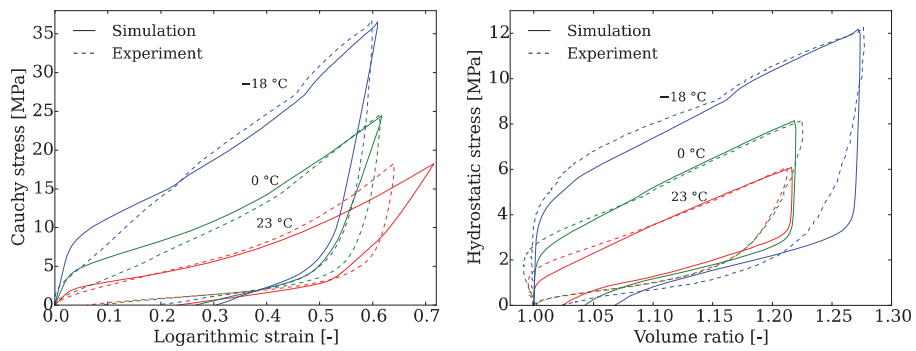 35
30
25
20
15
10
5
0
Cauchy stress [MPa]
Simulation
Experiment
−18 °C
0 °C
23 °C
0.0 0.1 0.2 0.3 0.4 0.5 0.6 0.7
Logarithmic strain [-]
12
10
8
6
4
2
0
Hydrostatic stress [MPa]
Simulation
Experiment
−18 °C
0 °C
23 °C
1.00 1.05 1.10 1.15 1.20 1.25 1.30
Volume ratio [-]